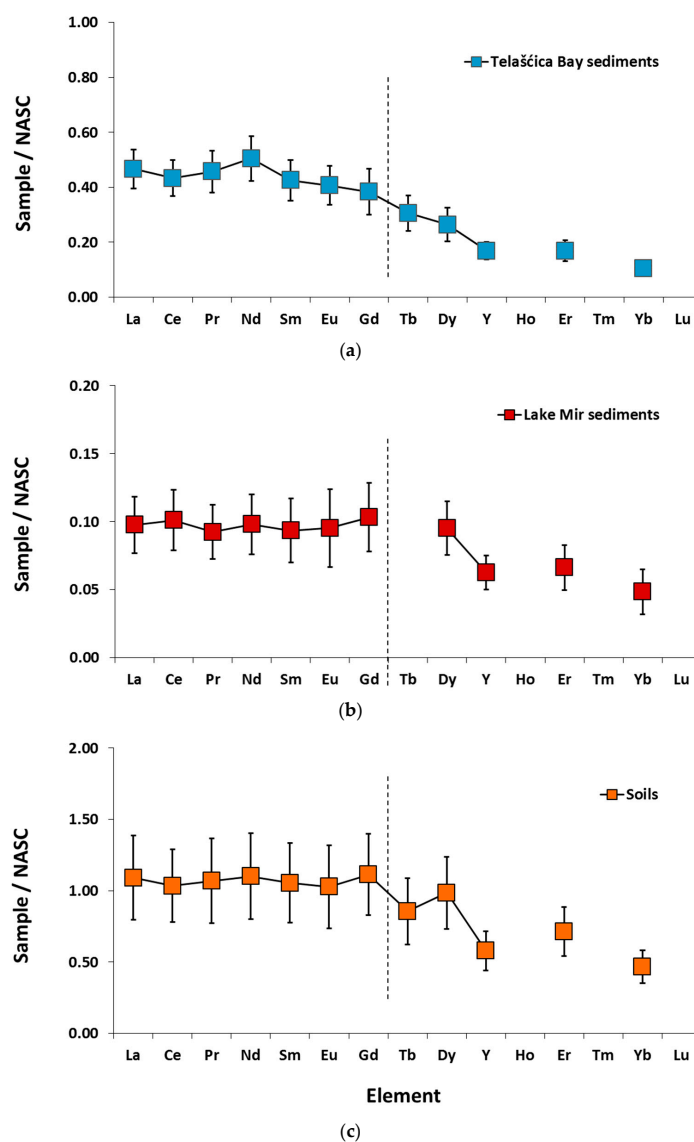 1.00
Telašćica Bay sediments
0.80
0.60
Sample / NASC
0.40
0.20
0.00
La Ce Pr Nd Sm Eu Gd Tb Dy Y Ho Er Tm Yb Lu
(a)
0.20
Lake Mir sediments
0.15
Sample / NASC
0.10
0.05
0.00
La Ce Pr Nd Sm Eu Gd Tb Dy Y Ho Er Tm Yb Lu
(b)
2.00
Soils
1.50
Sample / NASC
1.00
0.50
0.00
La Ce Pr Nd Sm Eu Gd Tb Dy Y Ho Er Tm Yb Lu
Element
(c)